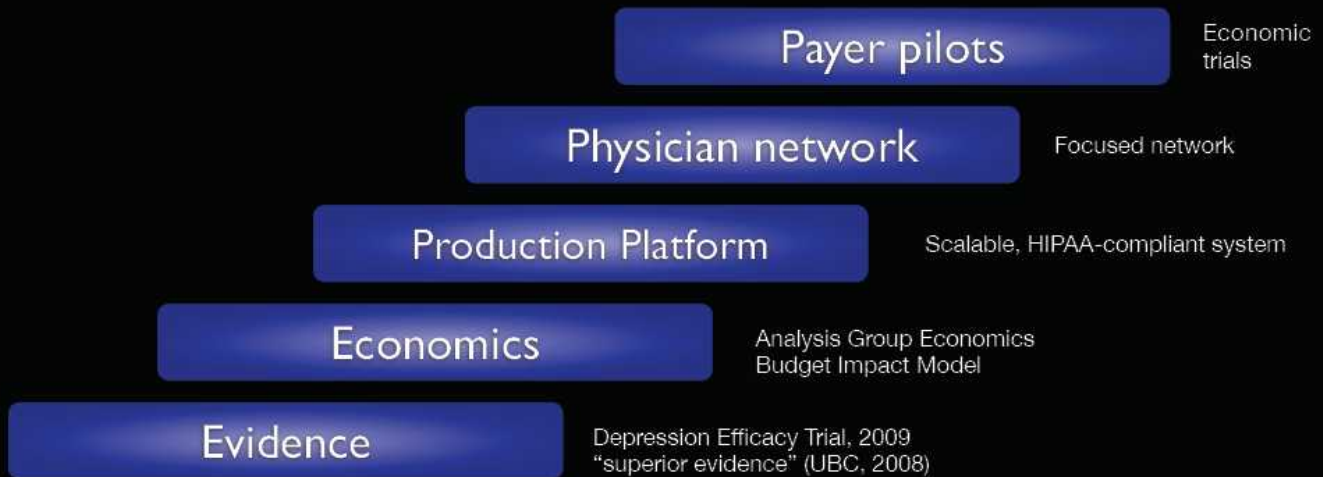 Payer pilots
Economic
trials
Physician network
Focused network
Production Platform
Scalable, HIPAA-compliant system
Economics
Analysis Group Economics
Budget Impact Model
Evidence
Depression Efficacy Trial, 2009
“superior evidence” (UBC, 2008)